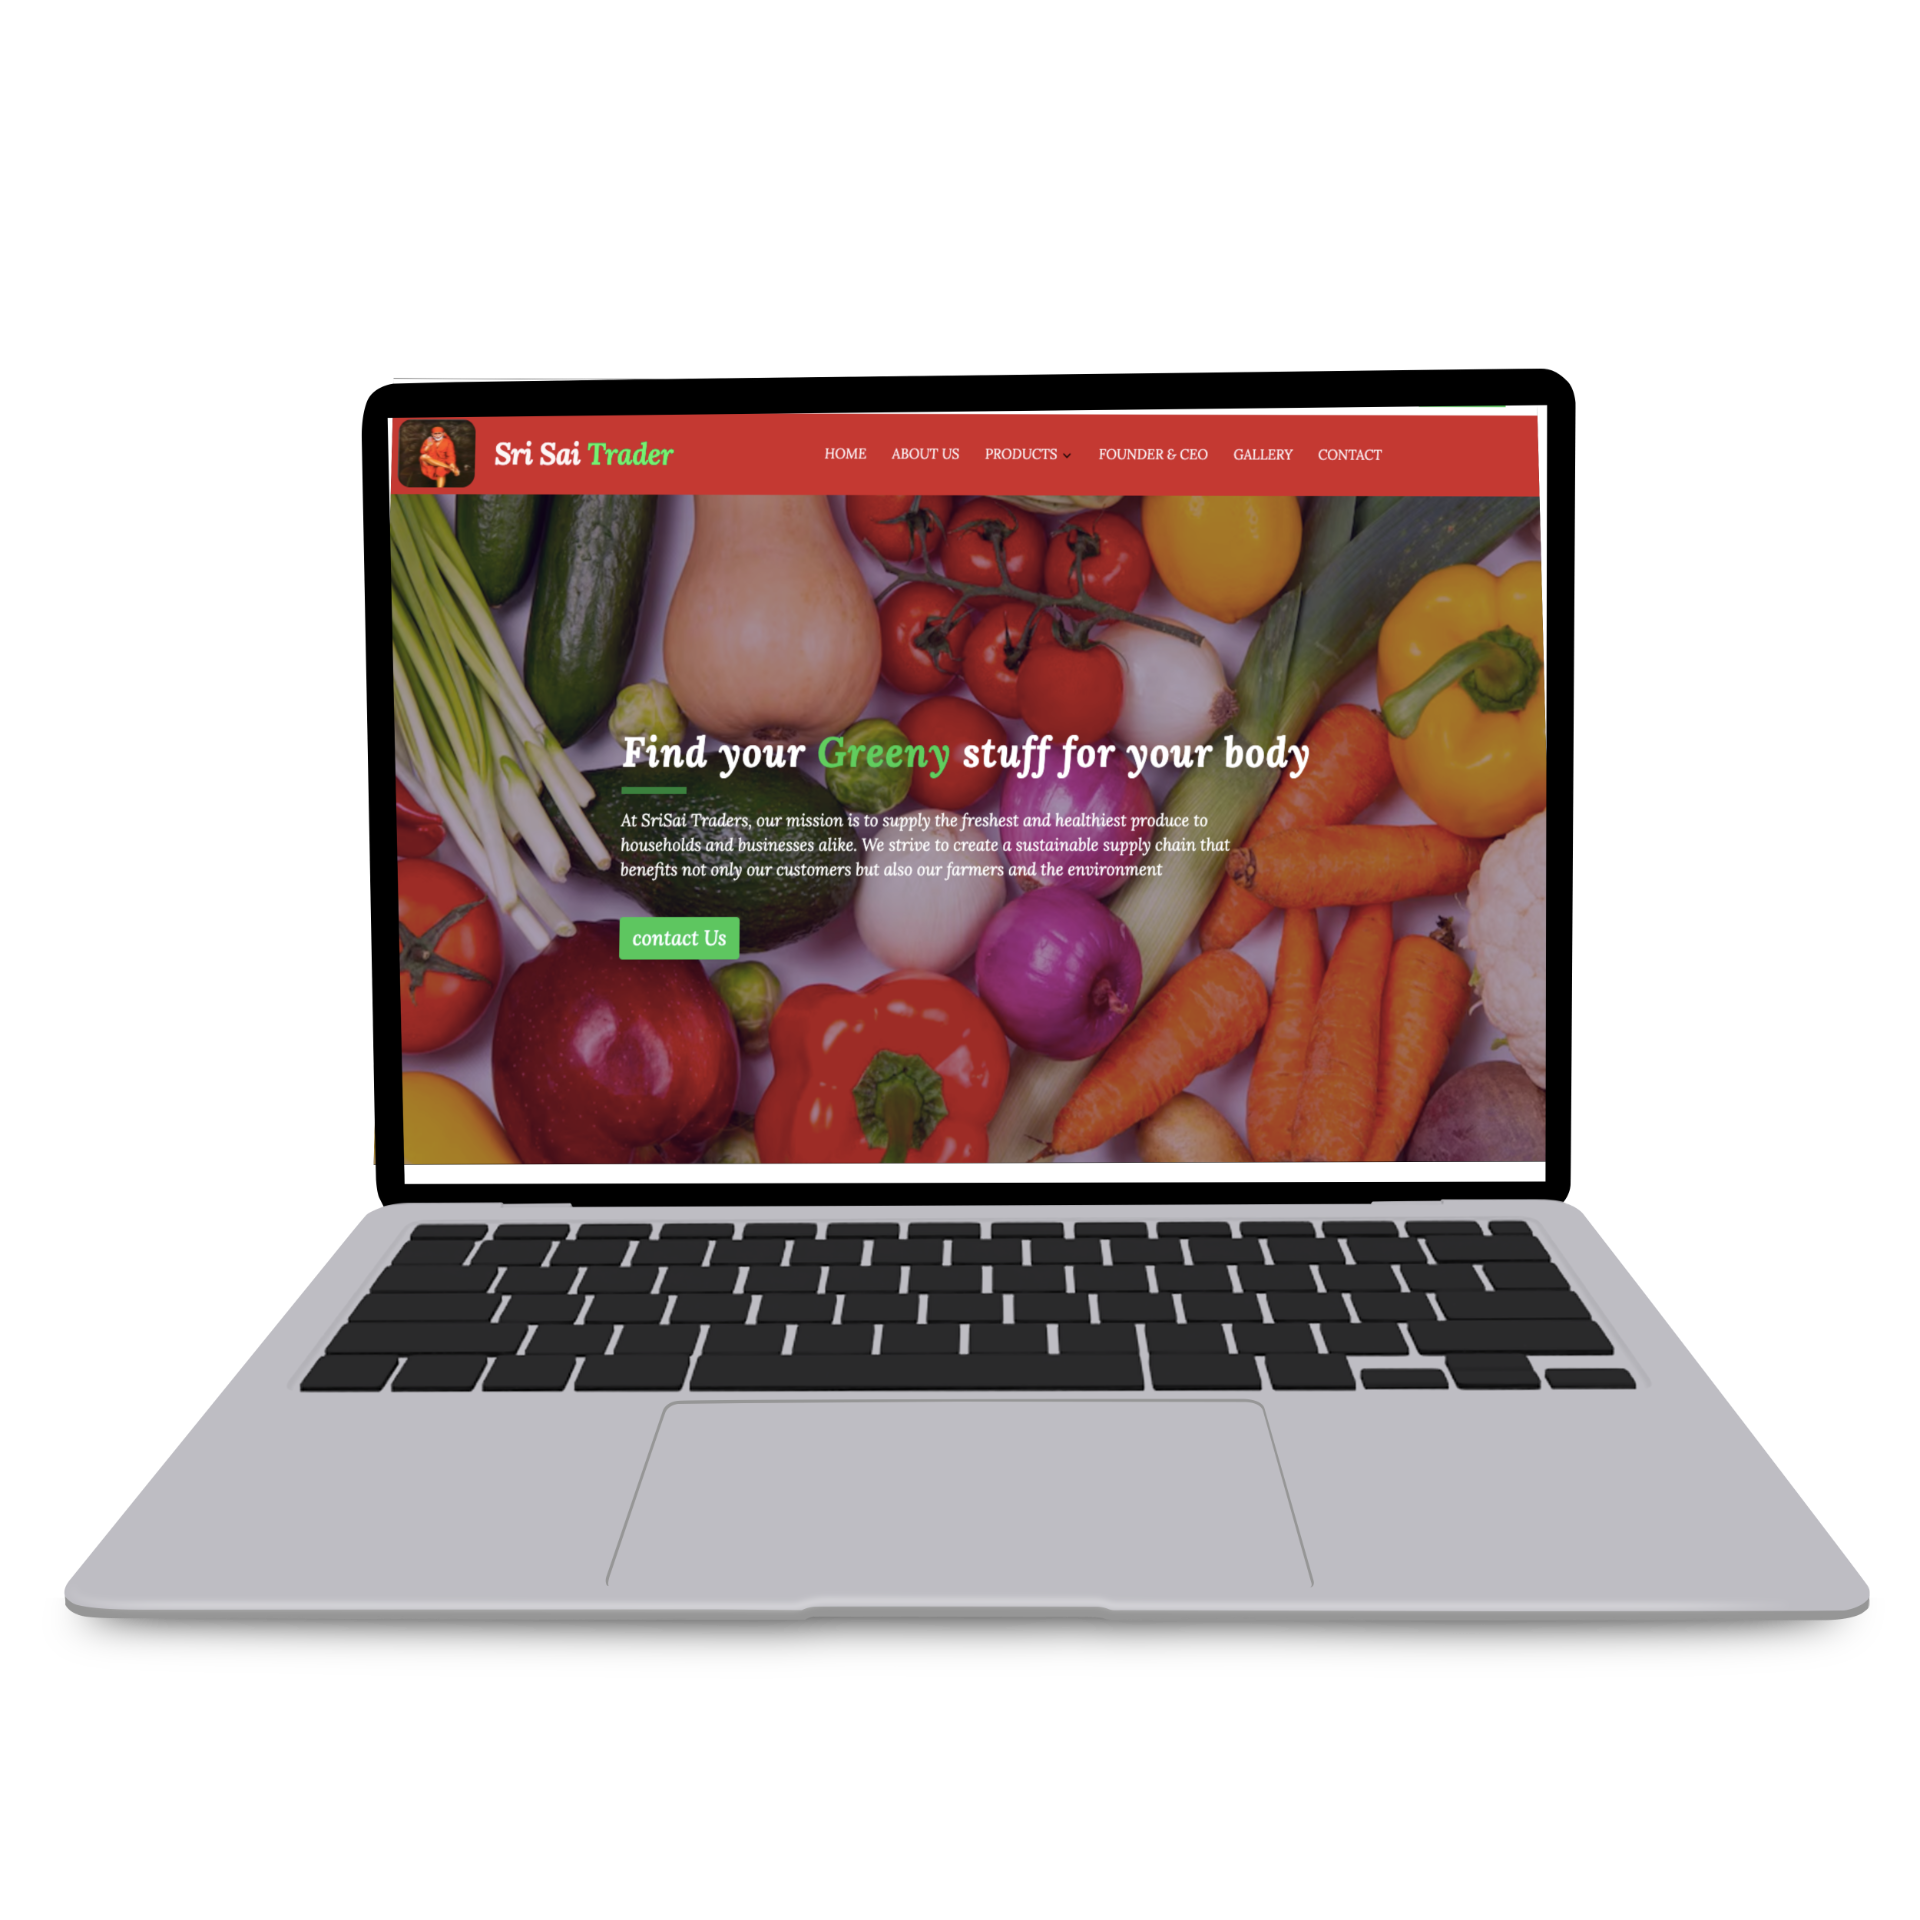 Sri Sai Trader
HOME ABOUT US PRODUCTS FOUNDER & CEO GALLERY CONTACT
Find your Greeny stuff for your body
At SriSai Traders, our mission is to supply the freshest and healthiest produce to
households and businesses alike. We strive to create a sustainable supply chain that
benefits not only our customers but also our farmers and the environment
contact Us